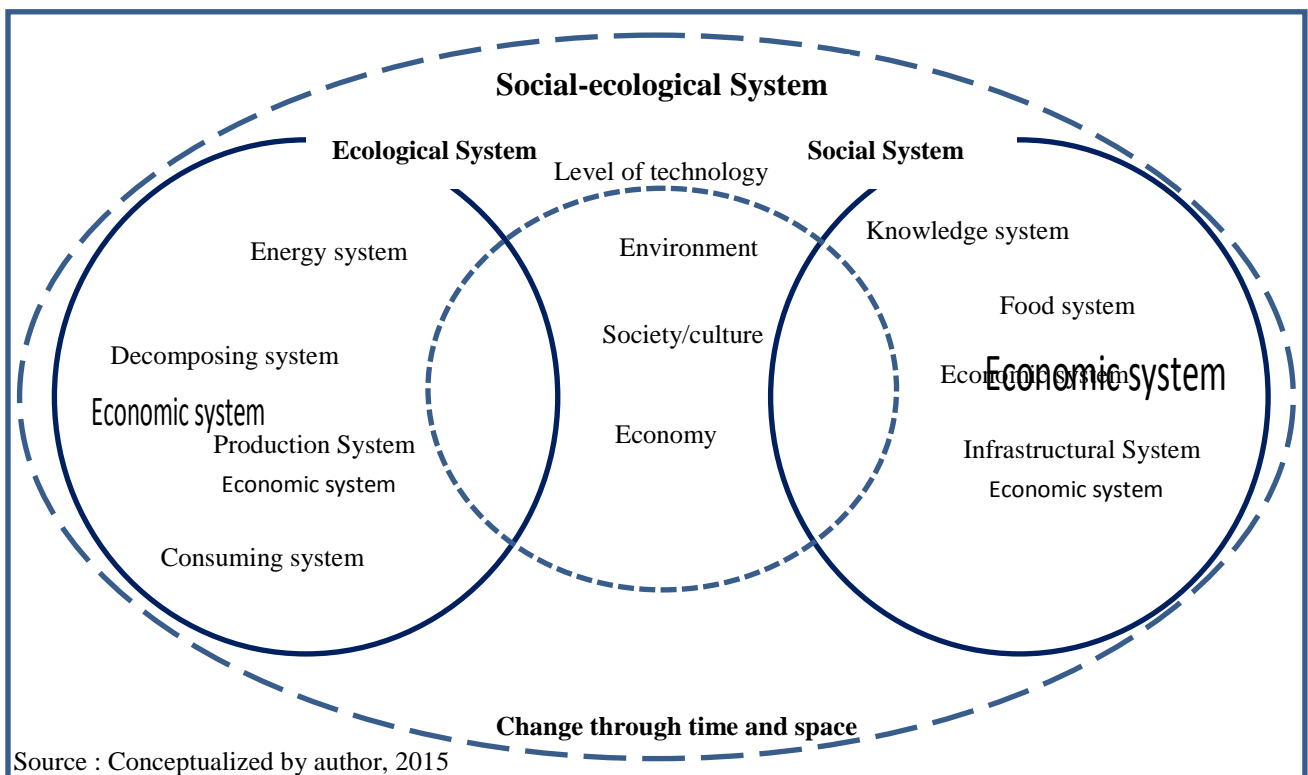 Social-ecological System
Ecological System
Social System
Level of technology
Energy system
Environment
Knowledge system
Society/culture
Food system
Decomposing system
Economic system
Economic system
Economic system
Production System
Economy
Infrastructural System
Economic system
Economic system
Consuming system
Change through time and space
Source : Conceptualized by author, 2015